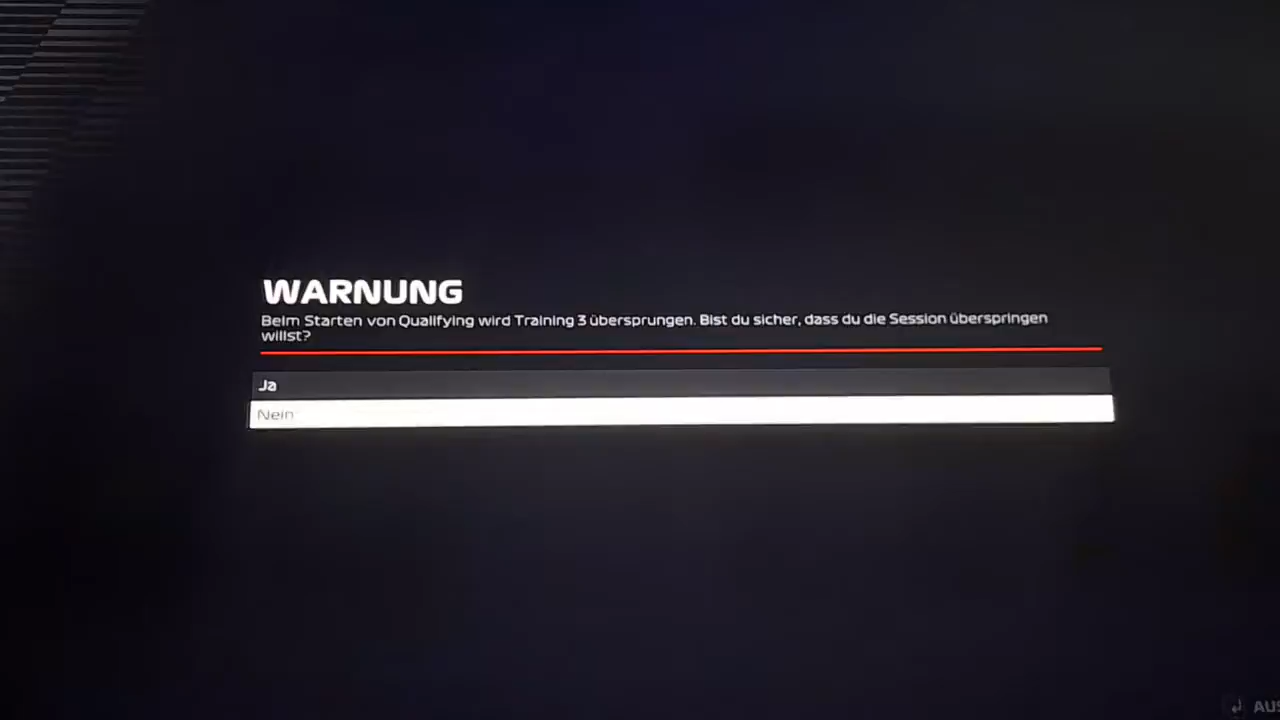 WARNUNG
Beim Starten von Qualifying wird Training 3 übersprungen. Bist du sicher, dass du die Session überspringen
willst?
Ja
Nein